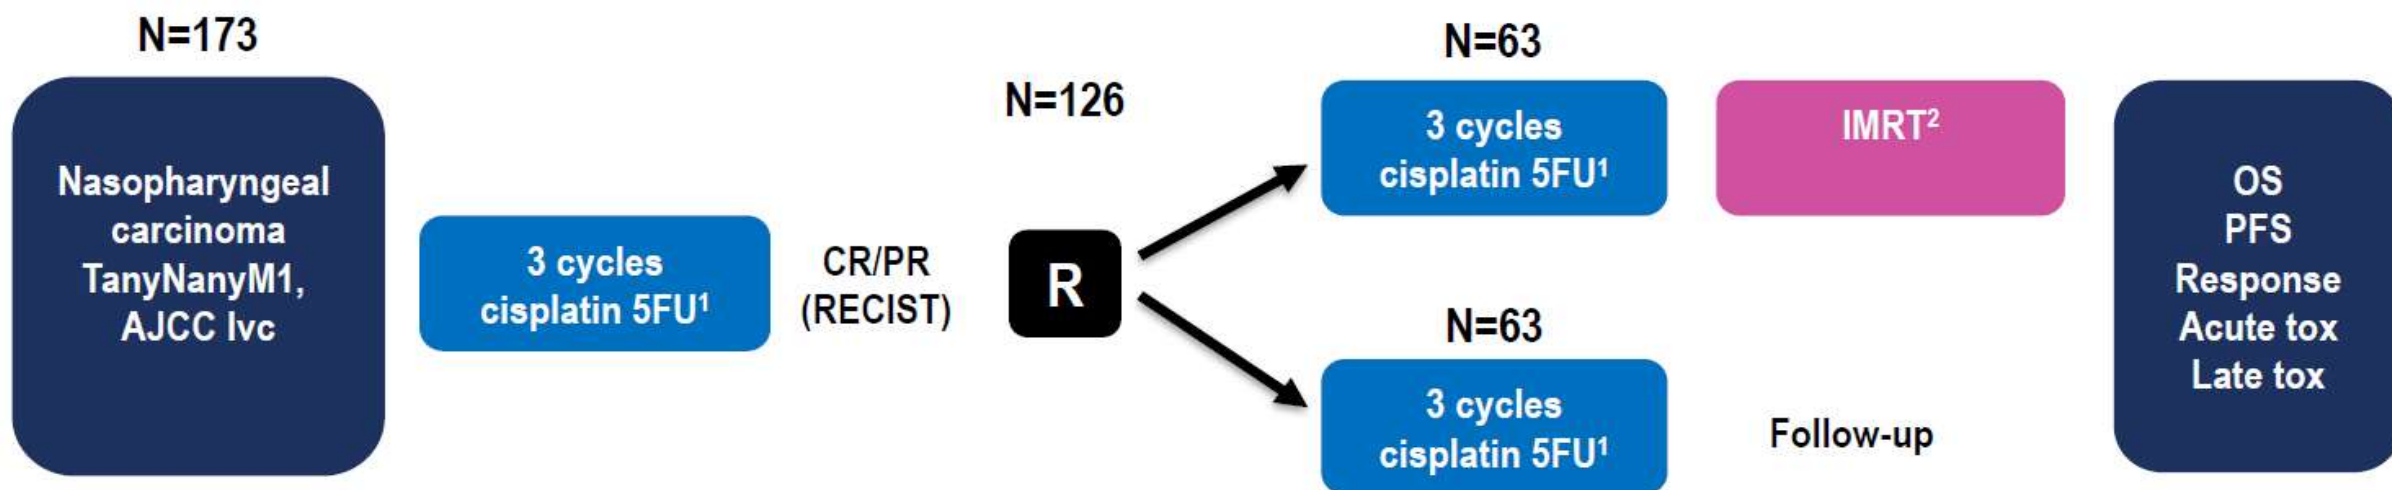 N=173
Nasopharyngeal
carcinoma
TanyNanyM1,
AJCC Ivc
3 cycles
cisplatin 5FU¹
CR/PR
(RECIST)
N=126
R
N=63
3 cycles
cisplatin 5FU¹
IMRT²
N=63
3 cycles
cisplatin 5FU¹
Follow-up
OS
PFS
Response
Acute tox
Late tox